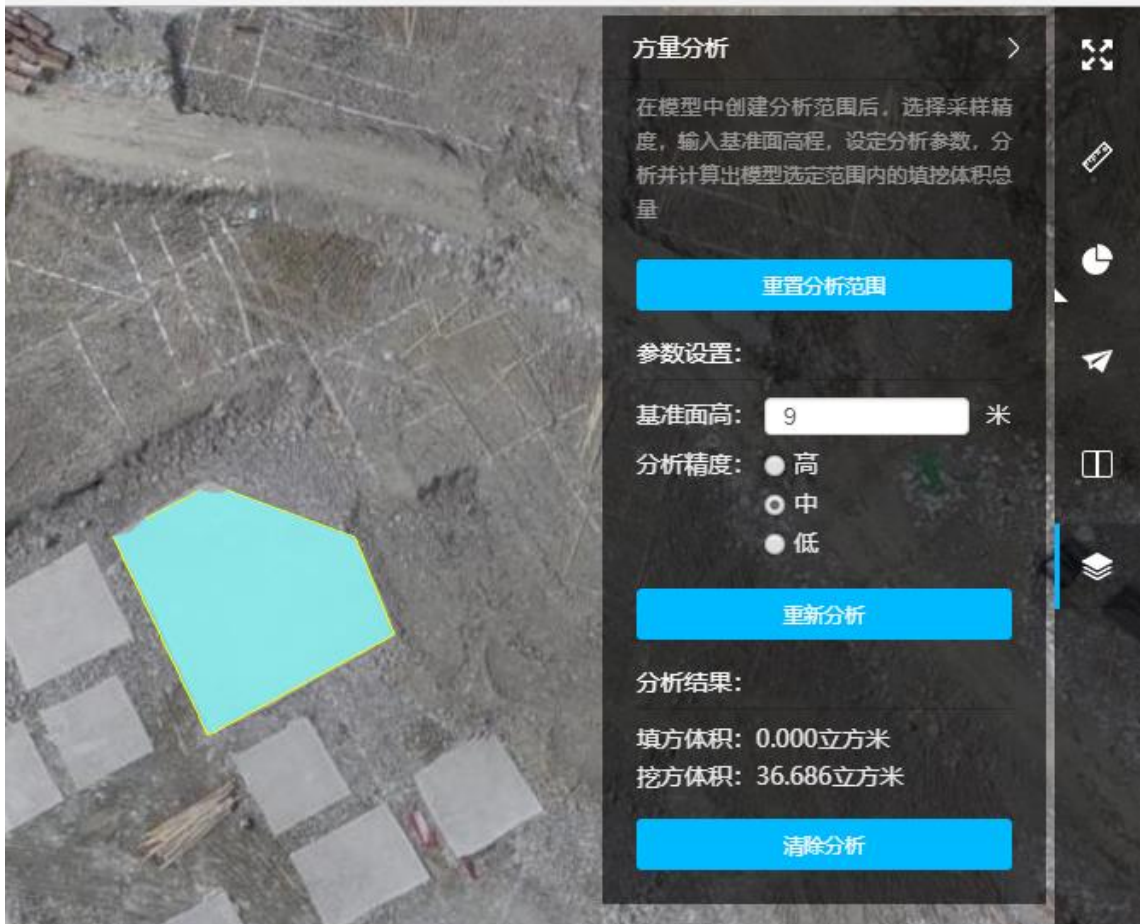 方量分析
在模型中创建分析范围后，选择采样精
度，输入基准面高程，设定分析参数，分
析并计算出模型选定范围内的填挖体积总
量
重置分析范围
参数设置：
基准面高： 9 米
分析精度： 高
中
低
重新分析
分析结果：
填方体积：0.000立方米
挖方体积：36.686立方米
清除分析